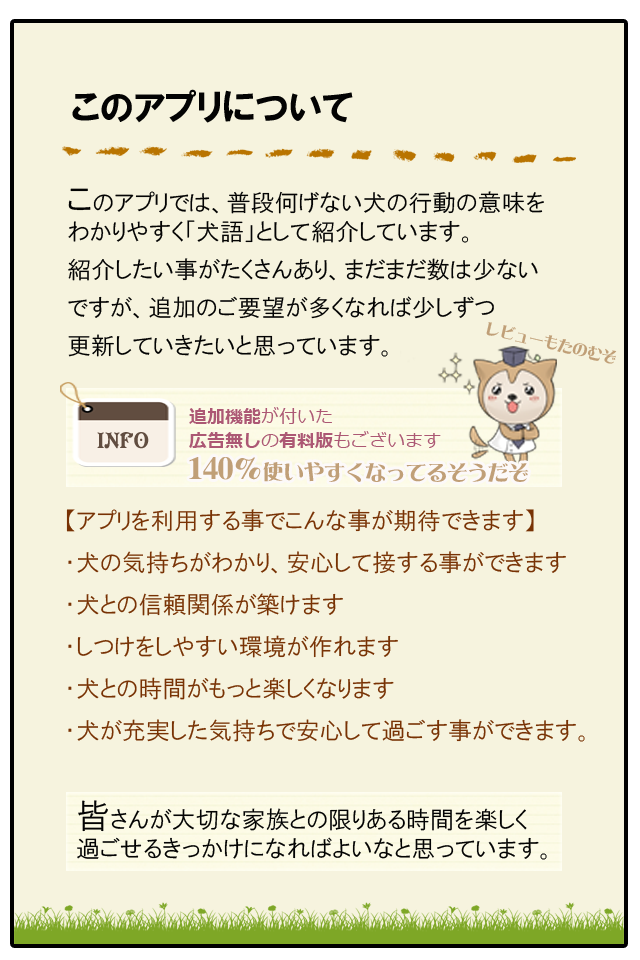 このアプリについて
このアプリでは、普段何げない犬の行動の意味を
わかりやすく「犬語」として紹介しています。
紹介したい事がたくさんあり、まだまだ数は少ない
ですが、追加のご要望が多くなれば少しずつ
更新していきたいと思っています。
レビューもたのむぞ
INFO
追加機能が付いた
広告無しの有料版もございます
140%使いやすくなってるそうだぞ
【アプリを利用する事でこんな事が期待できます】
・犬の気持ちがわかり、安心して接する事ができます
・犬との信頼関係が築けます
・しつけをしやすい環境が作れます
・犬との時間がもっと楽しくなります
・犬が充実した気持ちで安心して過ごす事ができます。
皆さんが大切な家族との限りある時間を楽しく
過ごせるきっかけになればよいなと思っています。